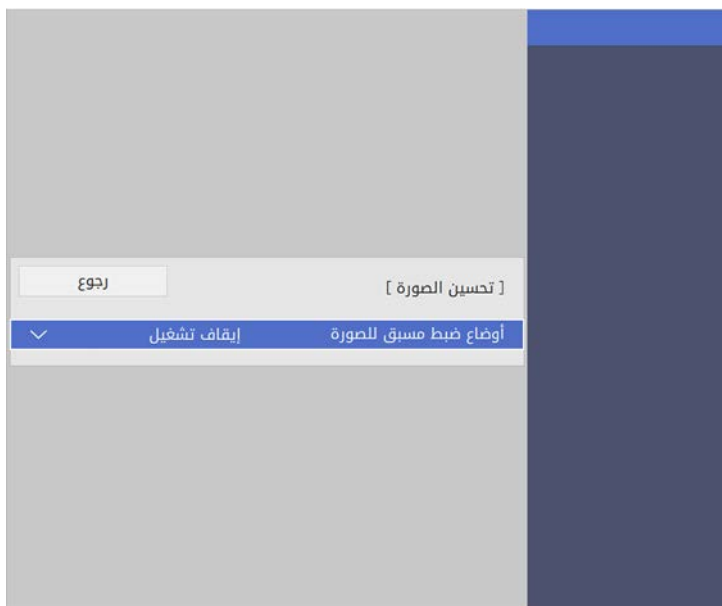 [ تحسين الصورة ] رجوع
أوضاع ضبط مسبق للصورة إيقاف تشغيل